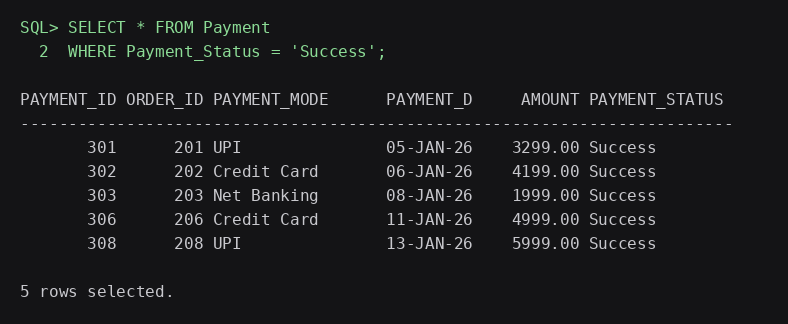 SQL> SELECT * FROM Payment
  2  WHERE Payment_Status = 'Success';

PAYMENT_ID ORDER_ID PAYMENT_MODE      PAYMENT_D     AMOUNT PAYMENT_STATUS
--------------------------------------------------------------------------
       301      201 UPI               05-JAN-26    3299.00 Success
       302      202 Credit Card       06-JAN-26    4199.00 Success
       303      203 Net Banking       08-JAN-26    1999.00 Success
       306      206 Credit Card       11-JAN-26    4999.00 Success
       308      208 UPI               13-JAN-26    5999.00 Success

5 rows selected.